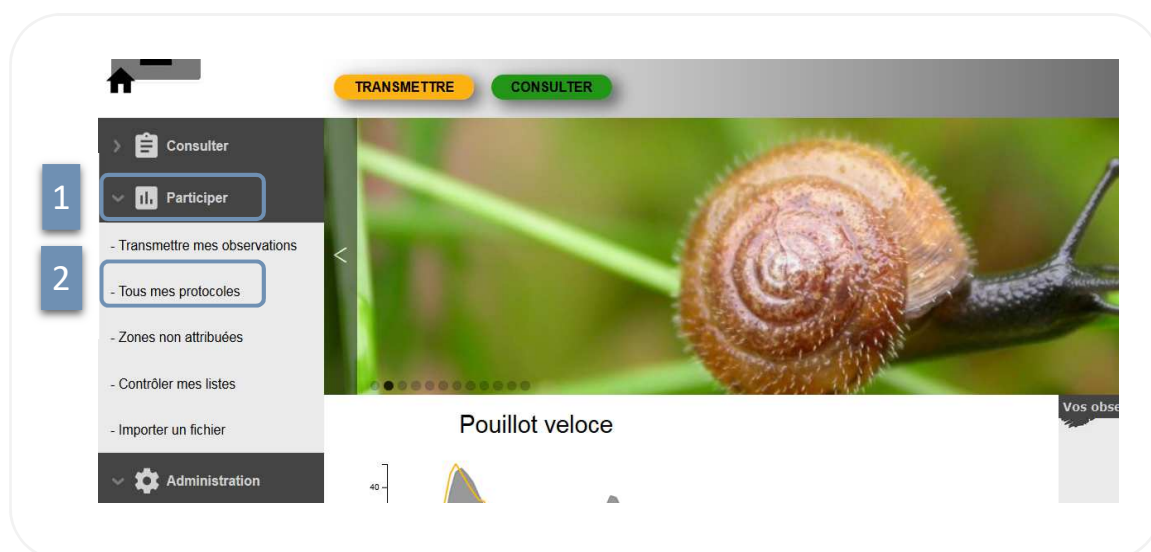 TRANSMETTRE CONSULTER
Consulter
1 Participer
- Transmettre mes observations
2 - Tous mes protocoles
- Zones non attribuées
- Contrôler mes listes
- Importer un fichier
Administration
<
Pouillot veloce
40
Vos obse